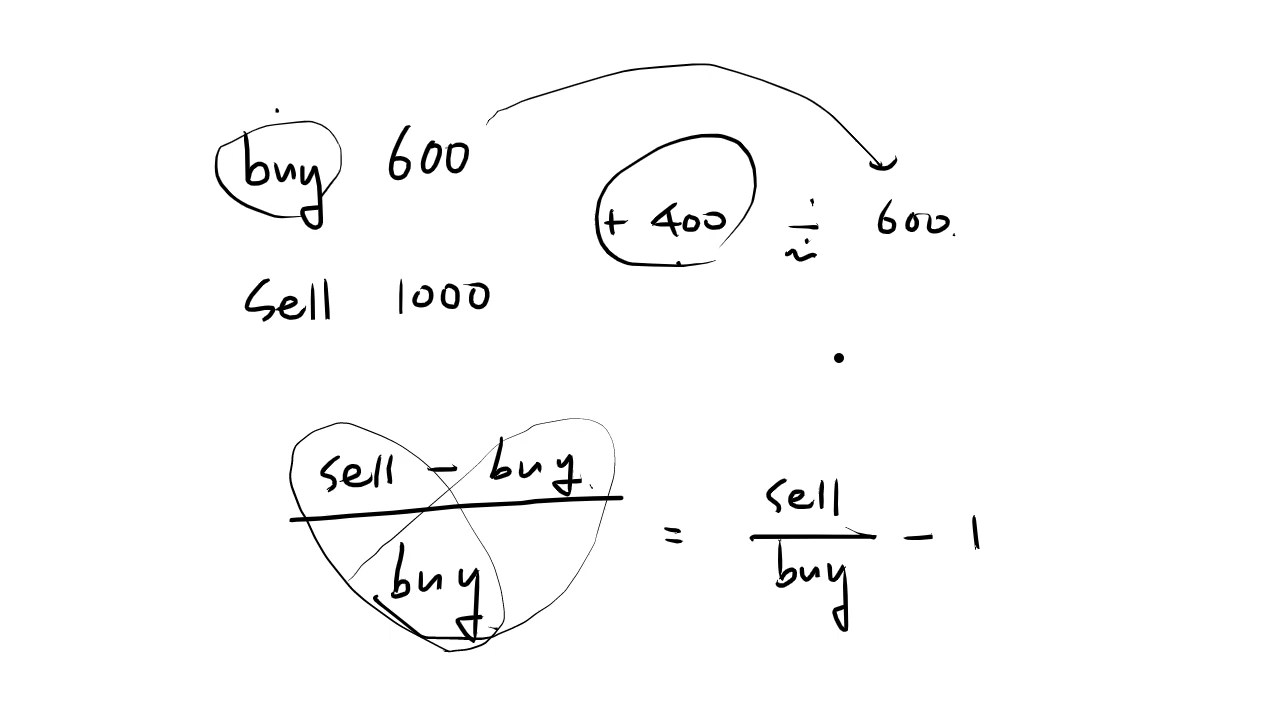 buy 600
+ 400 ÷ 600.
sell 1000
sell - buy
buy
= sell
buy
- 1